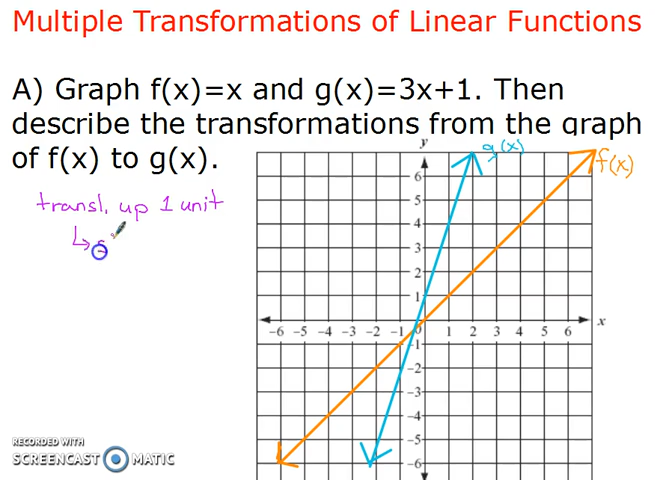 Multiple Transformations of Linear Functions
A) Graph f(x)=x and g(x)=3x+1. Then
describe the transformations from the graph
of f(x) to g(x).
y
g(x)
f(x)
transl. up 1 unit
↳ s
6
5
4
3
2
1
-6 -5 -4 -3 -2 -1 0 1 2 3 4 5 6 x
-1
-2
-3
-4
-5
-6
RECORDED WITH
SCREENCAST MATIC